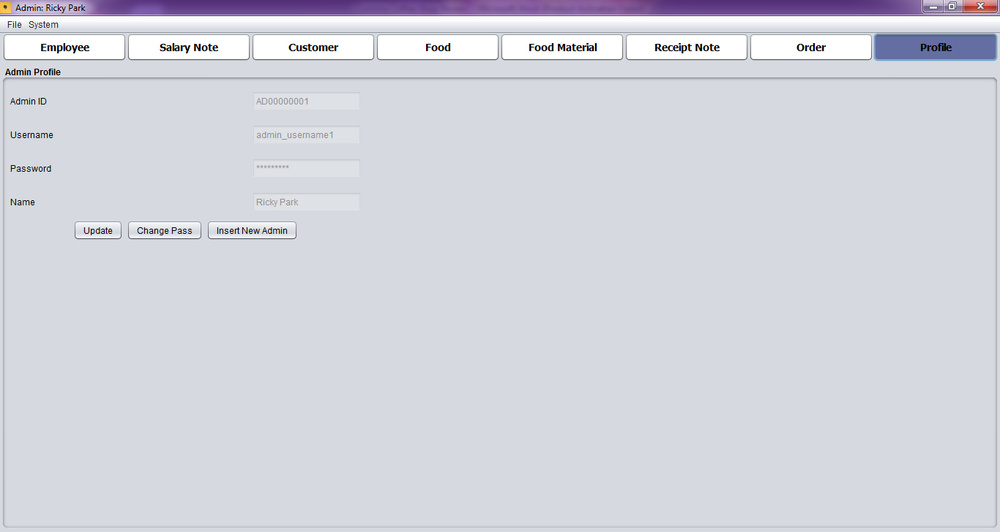 Admin: Ricky Park
File System
Employee Salary Note Customer Food Food Material Receipt Note Order Profile
Admin Profile
Admin ID AD00000001
Username admin_username1
Password *********
Name Ricky Park
Update Change Pass Insert New Admin